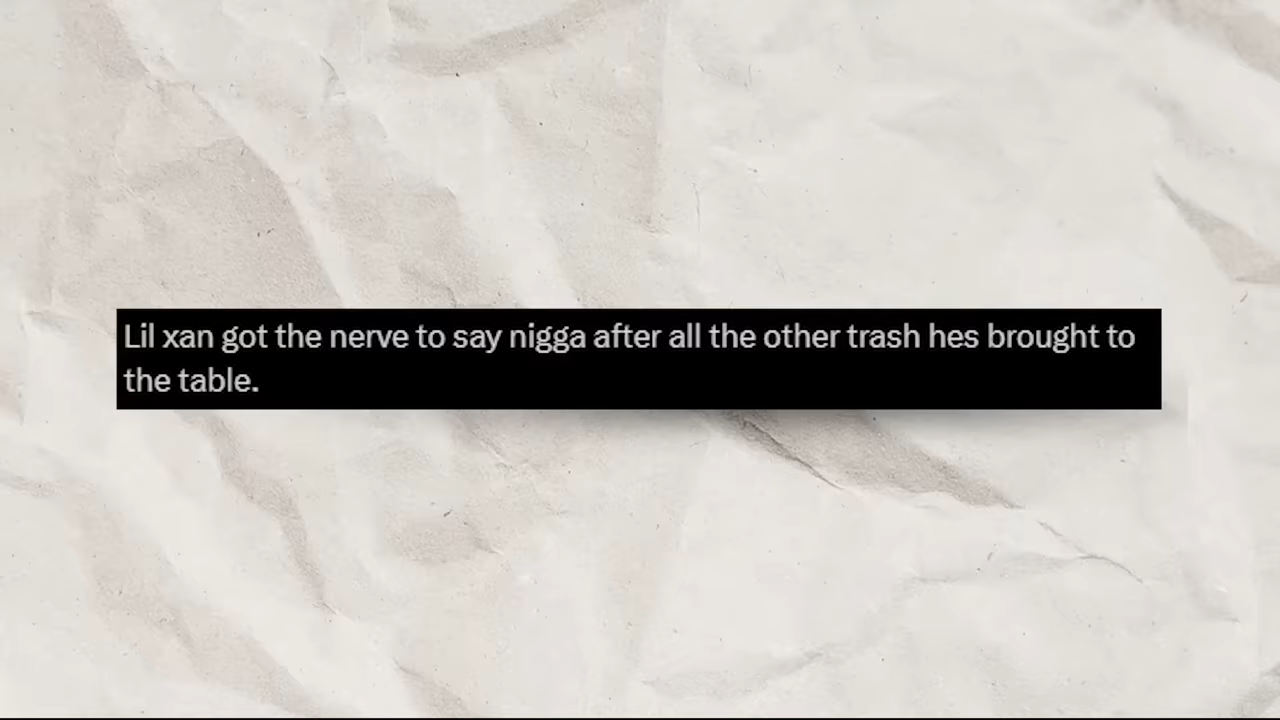 Lil xan got the nerve to say nigga after all the other trash hes brought to
the table.